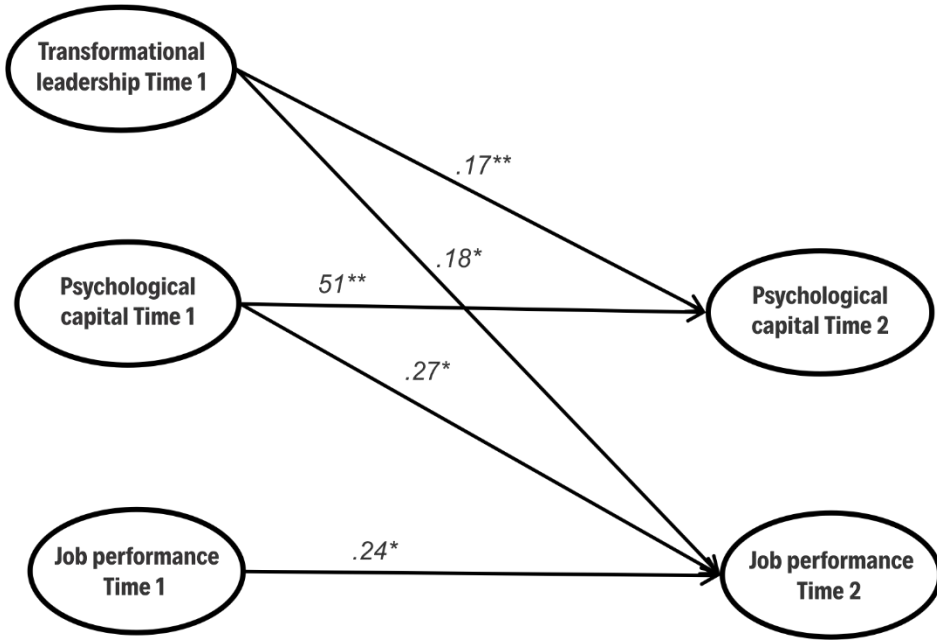 Transformational
leadership Time 1
.17**
.18*
Psychological
capital Time 1
51**
Psychological
capital Time 2
.27*
Job performance
Time 1
.24*
Job performance
Time 2